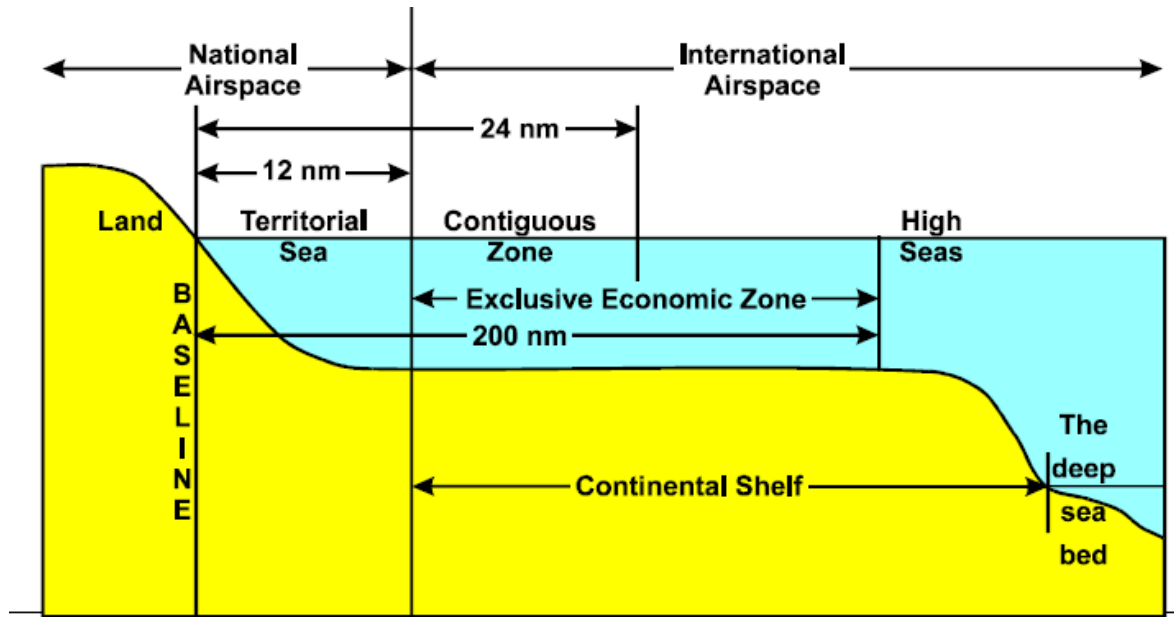 National
Airspace
International
Airspace
24 nm
12 nm
Land
Territorial
Sea
Contiguous
Zone
High
Seas
Exclusive Economic Zone
200 nm
BASELINE
Continental Shelf
The
deep
sea
bed